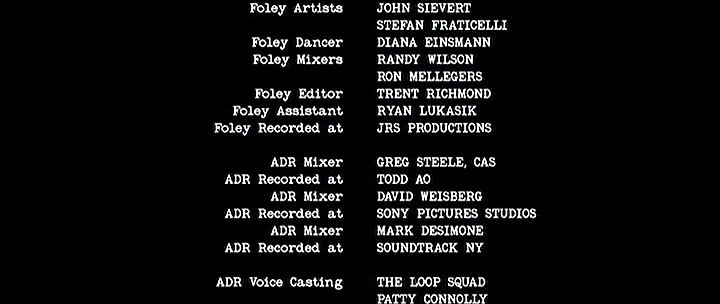 Foley Artists JOHN SIEVERT
STEFAN FRATICELLI
Foley Dancer DIANA EINSMANN
Foley Mixers RANDY WILSON
RON MELLEGERS
Foley Editor TRENT RICHMOND
Foley Assistant RYAN LUKASIK
Foley Recorded at JRS PRODUCTIONS
ADR Mixer GREG STEELE, CAS
ADR Recorded at TODD AO
ADR Mixer DAVID WEISBERG
ADR Recorded at SONY PICTURES STUDIOS
ADR Mixer MARK DESIMONE
ADR Recorded at SOUNDTRACK NY
ADR Voice Casting THE LOOP SQUAD
PATTY CONNOLLY